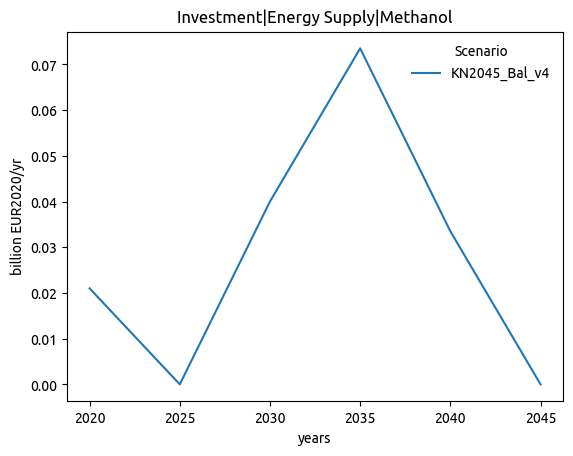 Investment|Energy Supply|Methanol
Scenario
KN2045_Bal_v4
billion EUR2020/yr
0.07
0.06
0.05
0.04
0.03
0.02
0.01
0.00
2020 2025 2030 2035 2040 2045
years